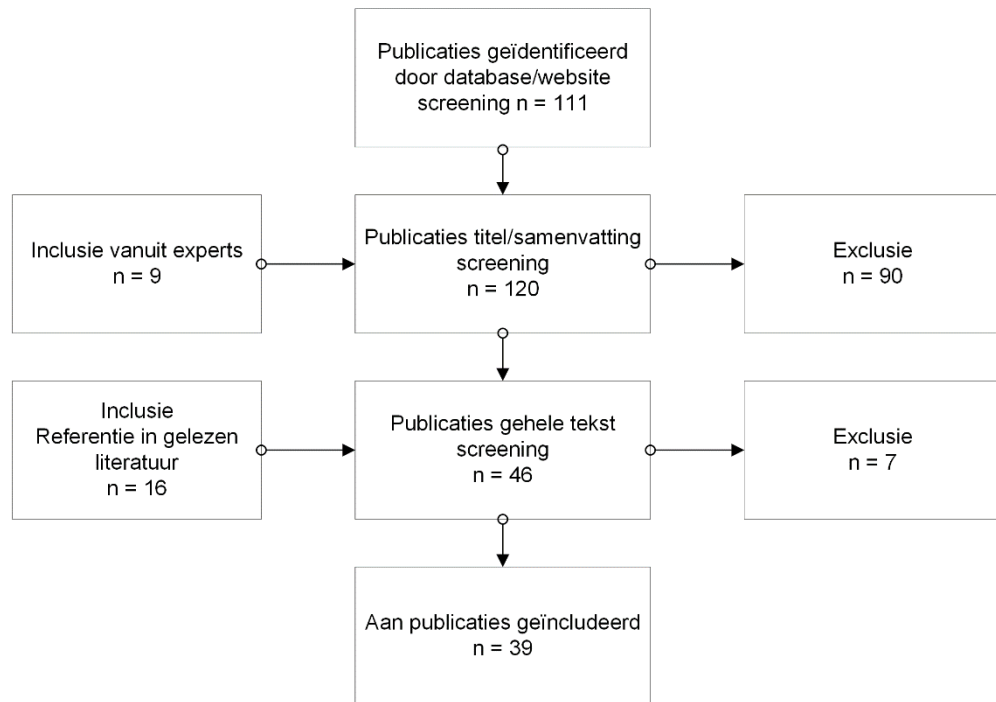 Publicaties geïdentificeerd
door database/website
screening n = 111
Inclusie vanuit experts
n = 9
Publicaties titel/samenvatting
screening
n = 120
Exclusie
n = 90
Inclusie
Referentie in gelezen
literatuur
n = 16
Publicaties gehele tekst
screening
n = 46
Exclusie
n = 7
Aan publicaties geïncludeerd
n = 39